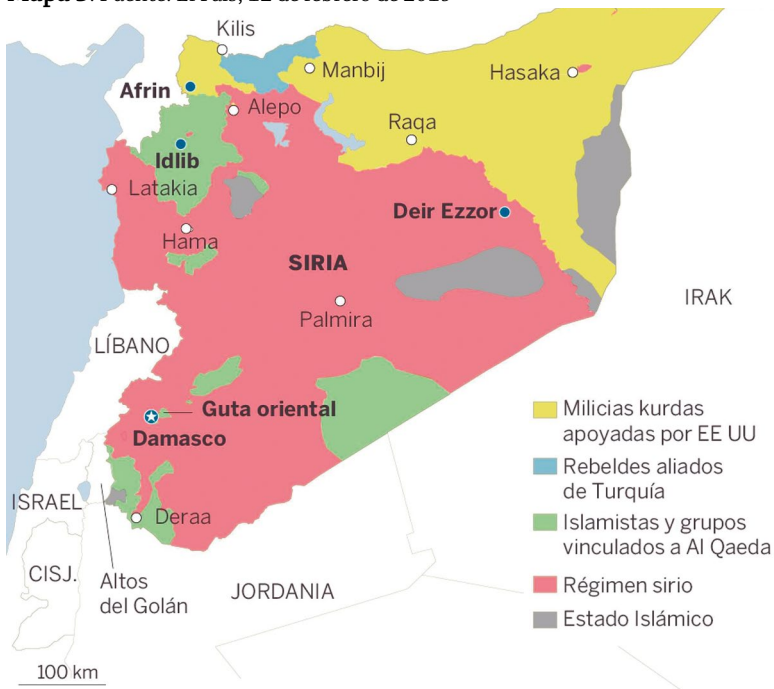 Kilis
Manbij
Hasaka
Afrin
Alepo
Raqa
Idlib
Latakia
Deir Ezzor
Hama
SIRIA
IRAK
Palmira
LÍBANO
Guta oriental
Damasco
Milicias kurdas
apoyadas por EE UU
Rebeldes aliados
de Turquía
ISRAEL
Deraa
Islamistas y grupos
vinculados a Al Qaeda
CISJ.
Altos
del Golán
JORDANIA
Régimen sirio
Estado Islámico
100 km